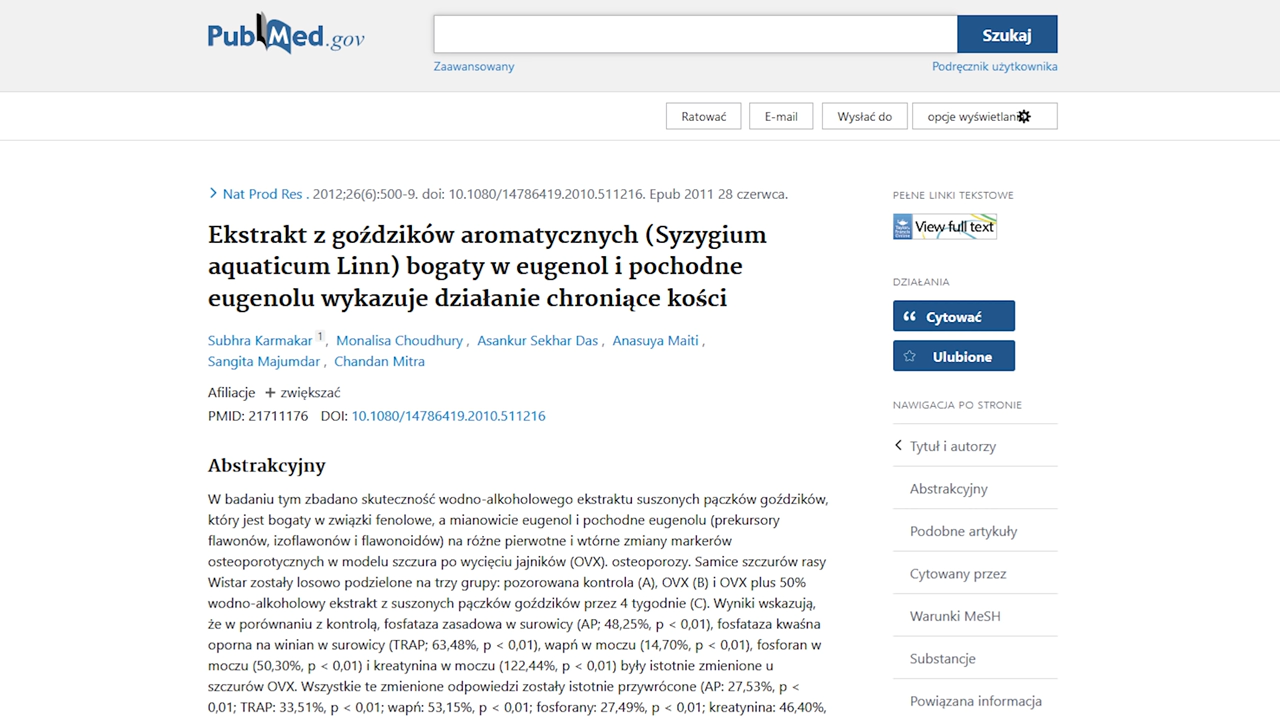 PubMed.gov
Szukaj
Zaawansowany
Podręcznik użytkownika
Ratować
E-mail
Wysłać do
opcje wyświetlani
Nat Prod Res . 2012;26(6):500-9. doi: 10.1080/14786419.2010.511216. Epub 2011 28 czerwca.
Ekstrakt z goździków aromatycznych (Syzygium
aquaticum Linn) bogaty w eugenol i pochodne
eugenolu wykazuje działanie chroniące kości
Subhra Karmakar 1 , Monalisa Choudhury , Asankur Sekhar Das , Anasuya Maiti ,
Sangita Majumdar , Chandan Mitra
Afiliacje + zwiększać
PMID: 21711176 DOI: 10.1080/14786419.2010.511216
Abstrakcyjny
W badaniu tym zbadano skuteczność wodno-alkoholowego ekstraktu suszonych pączków goździków,
który jest bogaty w związki fenolowe, a mianowicie eugenol i pochodne eugenolu (prekursory
flawonów, izoflawonów i flawonoidów) na różne pierwotne i wtórne zmiany markerów
osteoporotycznych w modelu szczura po wycięciu jajników (OVX). osteoporozy. Samice szczurów rasy
Wistar zostały losowo podzielone na trzy grupy: pozorowana kontrola (A), OVX (B) i OVX plus 50%
wodno-alkoholowy ekstrakt z suszonych pączków goździków przez 4 tygodnie (C). Wyniki wskazują,
że w porównaniu z kontrolą, fosfataza zasadowa w surowicy (AP; 48,25%, p < 0,01), fosfataza kwaśna
oporna na winian w surowicy (TRAP; 63,48%, p < 0,01), wapń w moczu (14,70%, p < 0,01), fosforan w
moczu (50,30%, p < 0,01) i kreatynina w moczu (122,44%, p < 0,01) były istotnie zmienione u
szczurów OVX. Wszystkie te zmienione odpowiedzi zostały istotnie przywrócone (AP: 27,53%, p <
0,01; TRAP: 33,51%, p < 0,01; wapń: 53,15%, p < 0,01; fosforany: 27,49%, p < 0,01; kreatynina: 46,40%,
PEŁNE LINKI TEKSTOWE
View full text
DZIAŁANIA
Cytować
Ulubione
NAWIGACJA PO STRONIE
Tytuł i autorzy
Abstrakcyjny
Podobne artykuły
Cytowany przez
Warunki MeSH
Substancje
Powiązana informacja